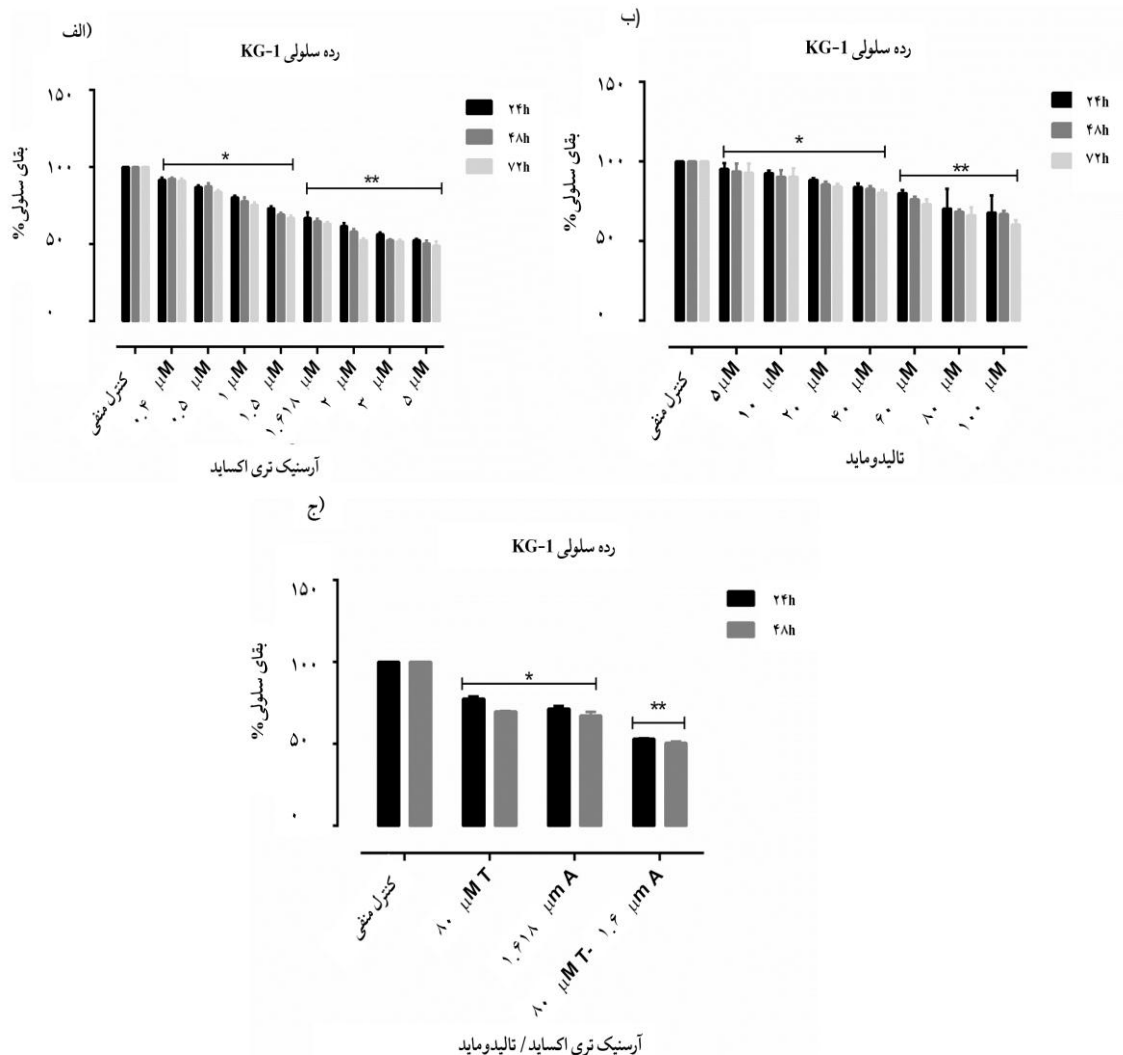 الف)
رده سلولی KG-1
بقای سلولی%
۱۵۰
۱۰۰
۵۰
۰
*
**
۲۴h
۴۸h
۷۲h
کنترل منفی
۰.۴ μM
۰.۵ μM
۱ μM
۱.۵ μM
۱.۶۱۸ μM
۲ μM
۳ μM
۵ μM
آرسنیک تری اکساید
ب)
رده سلولی KG-1
بقای سلولی%
۱۵۰
۱۰۰
۵۰
۰
*
**
۲۴h
۴۸h
۷۲h
کنترل منفی
۵ μM
۱۰ μM
۲۰ μM
۴۰ μM
۶۰ μM
۸۰ μM
۱۰۰ μM
تالیدوماید
ج)
رده سلولی KG-1
بقای سلولی%
۱۵۰
۱۰۰
۵۰
۰
*
**
۲۴h
۴۸h
کنترل منفی
۸۰ μM T
۱.۶۱۸ μm A
۸۰ μM T- ۱.۶ μm A
آرسنیک تری اکساید / تالیدوماید